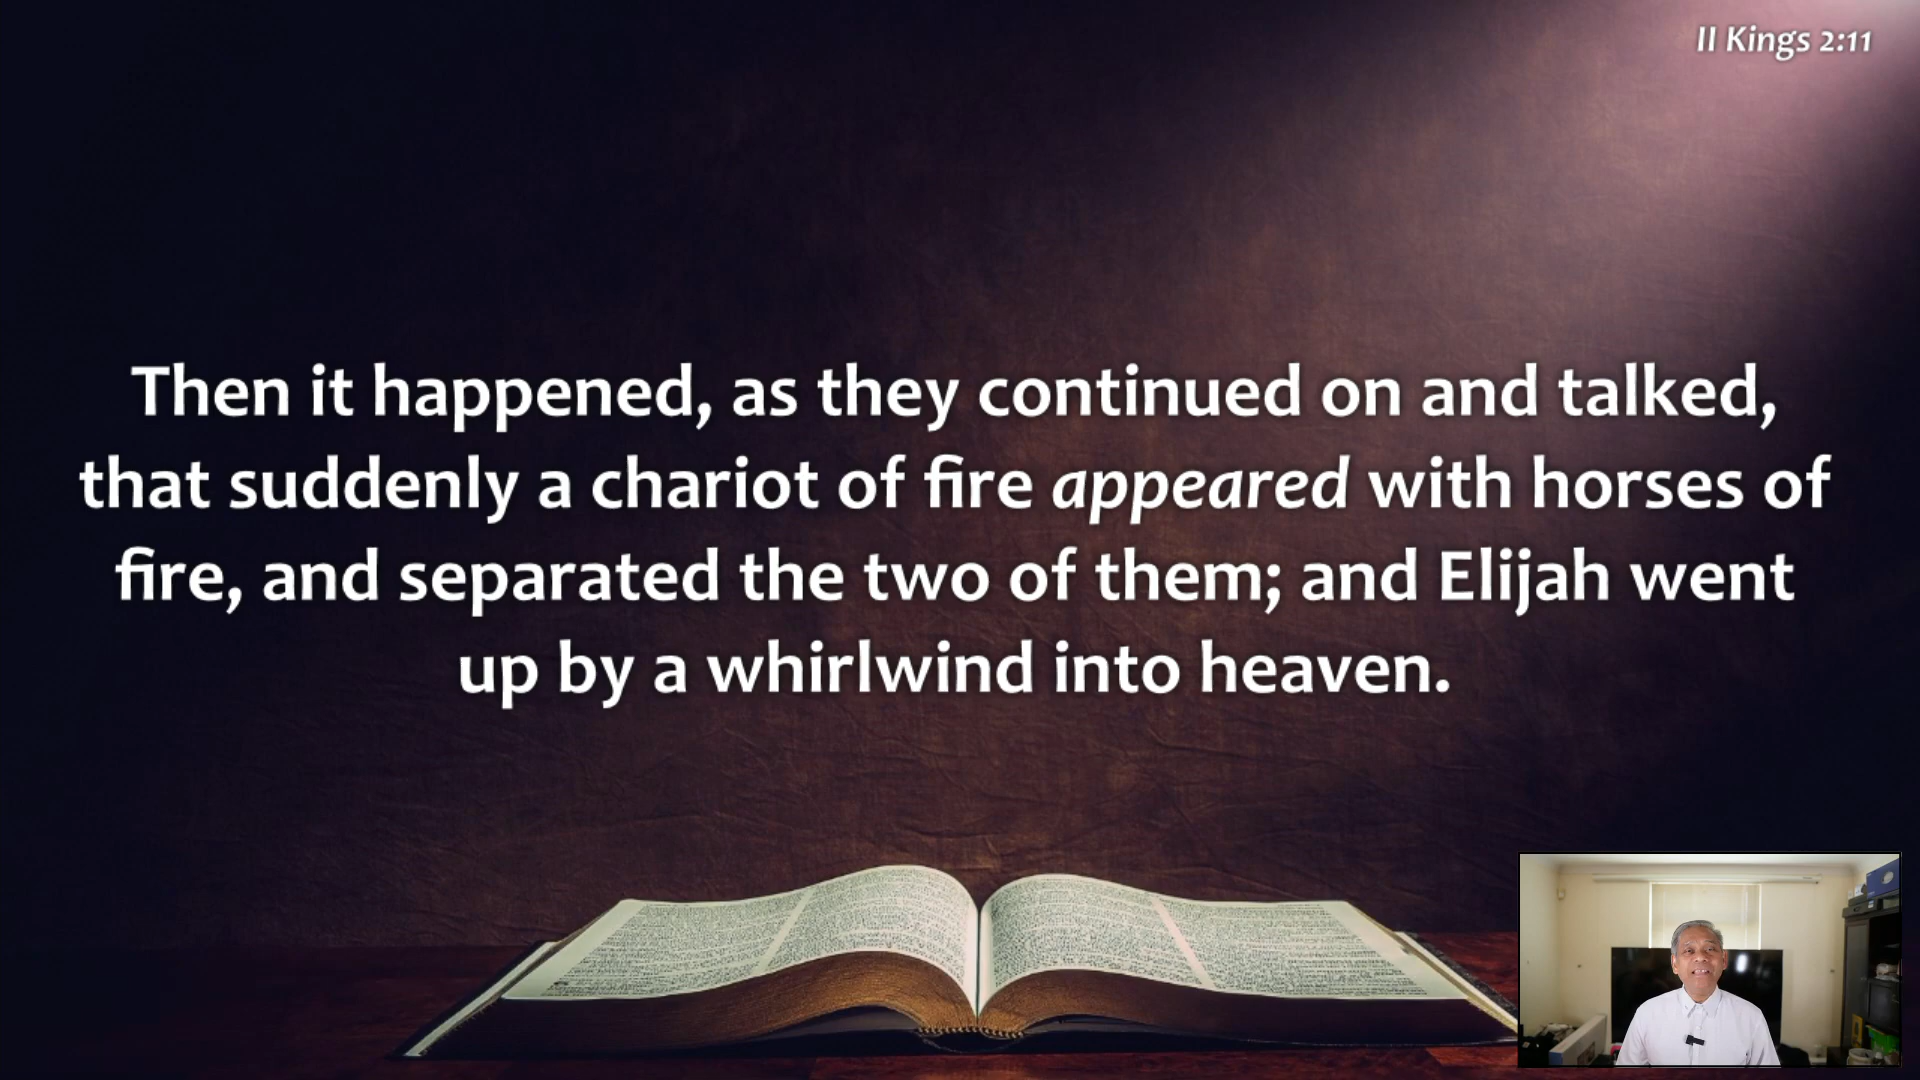 II Kings 2:11
Then it happened, as they continued on and talked,
that suddenly a chariot of fire appeared with horses of
fire, and separated the two of them; and Elijah went
up by a whirlwind into heaven.